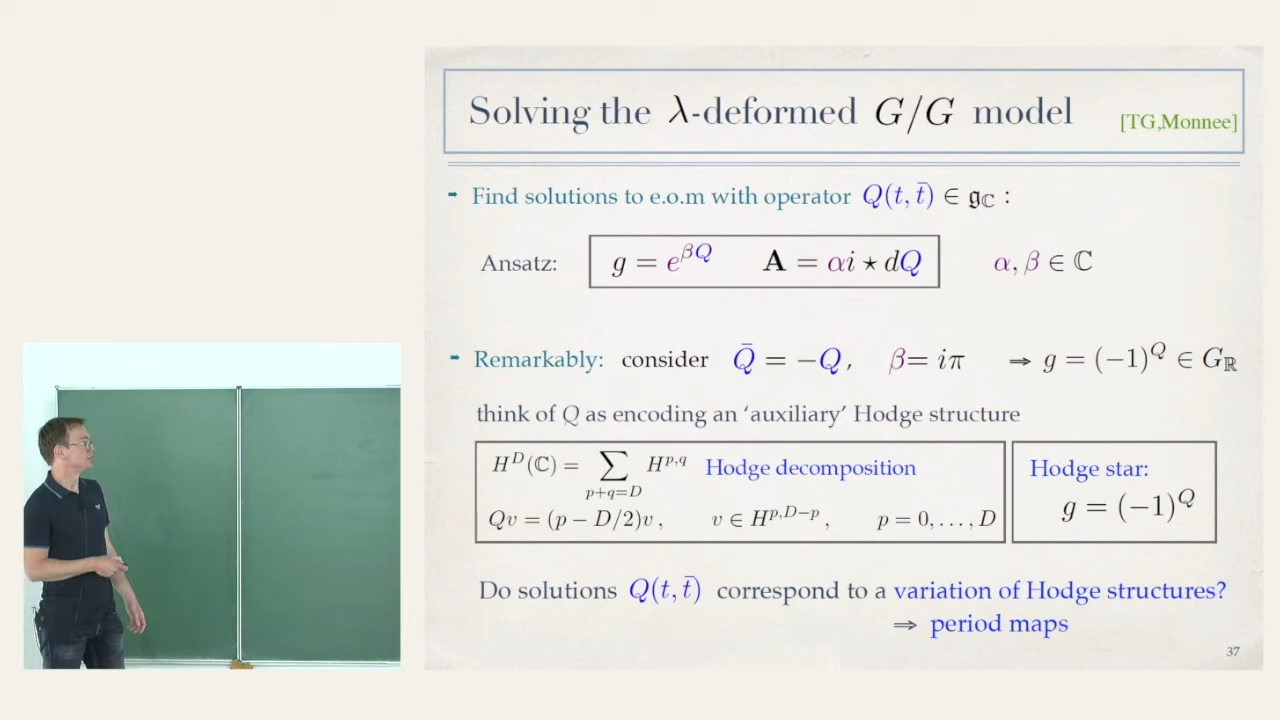 Solving the λ-deformed G/G model [TG,Monnee]
Find solutions to e.o.m with operator Q(t, t̄) ∈ 𝔤_ℂ :
Ansatz: g = e^{βQ} A = αi ⋆ dQ α, β ∈ ℂ
Remarkably: consider Q̄ = −Q, β = iπ ⇒ g = (−1)^Q ∈ G_ℝ
think of Q as encoding an ‘auxiliary’ Hodge structure
H^D(ℂ) = ∑_{p+q=D} H^{p,q} Hodge decomposition
Qv = (p − D/2)v , v ∈ H^{p,D−p} , p = 0, . . . , D
Hodge star:
g = (−1)^Q
Do solutions Q(t, t̄) correspond to a variation of Hodge structures?
⇒ period maps
37